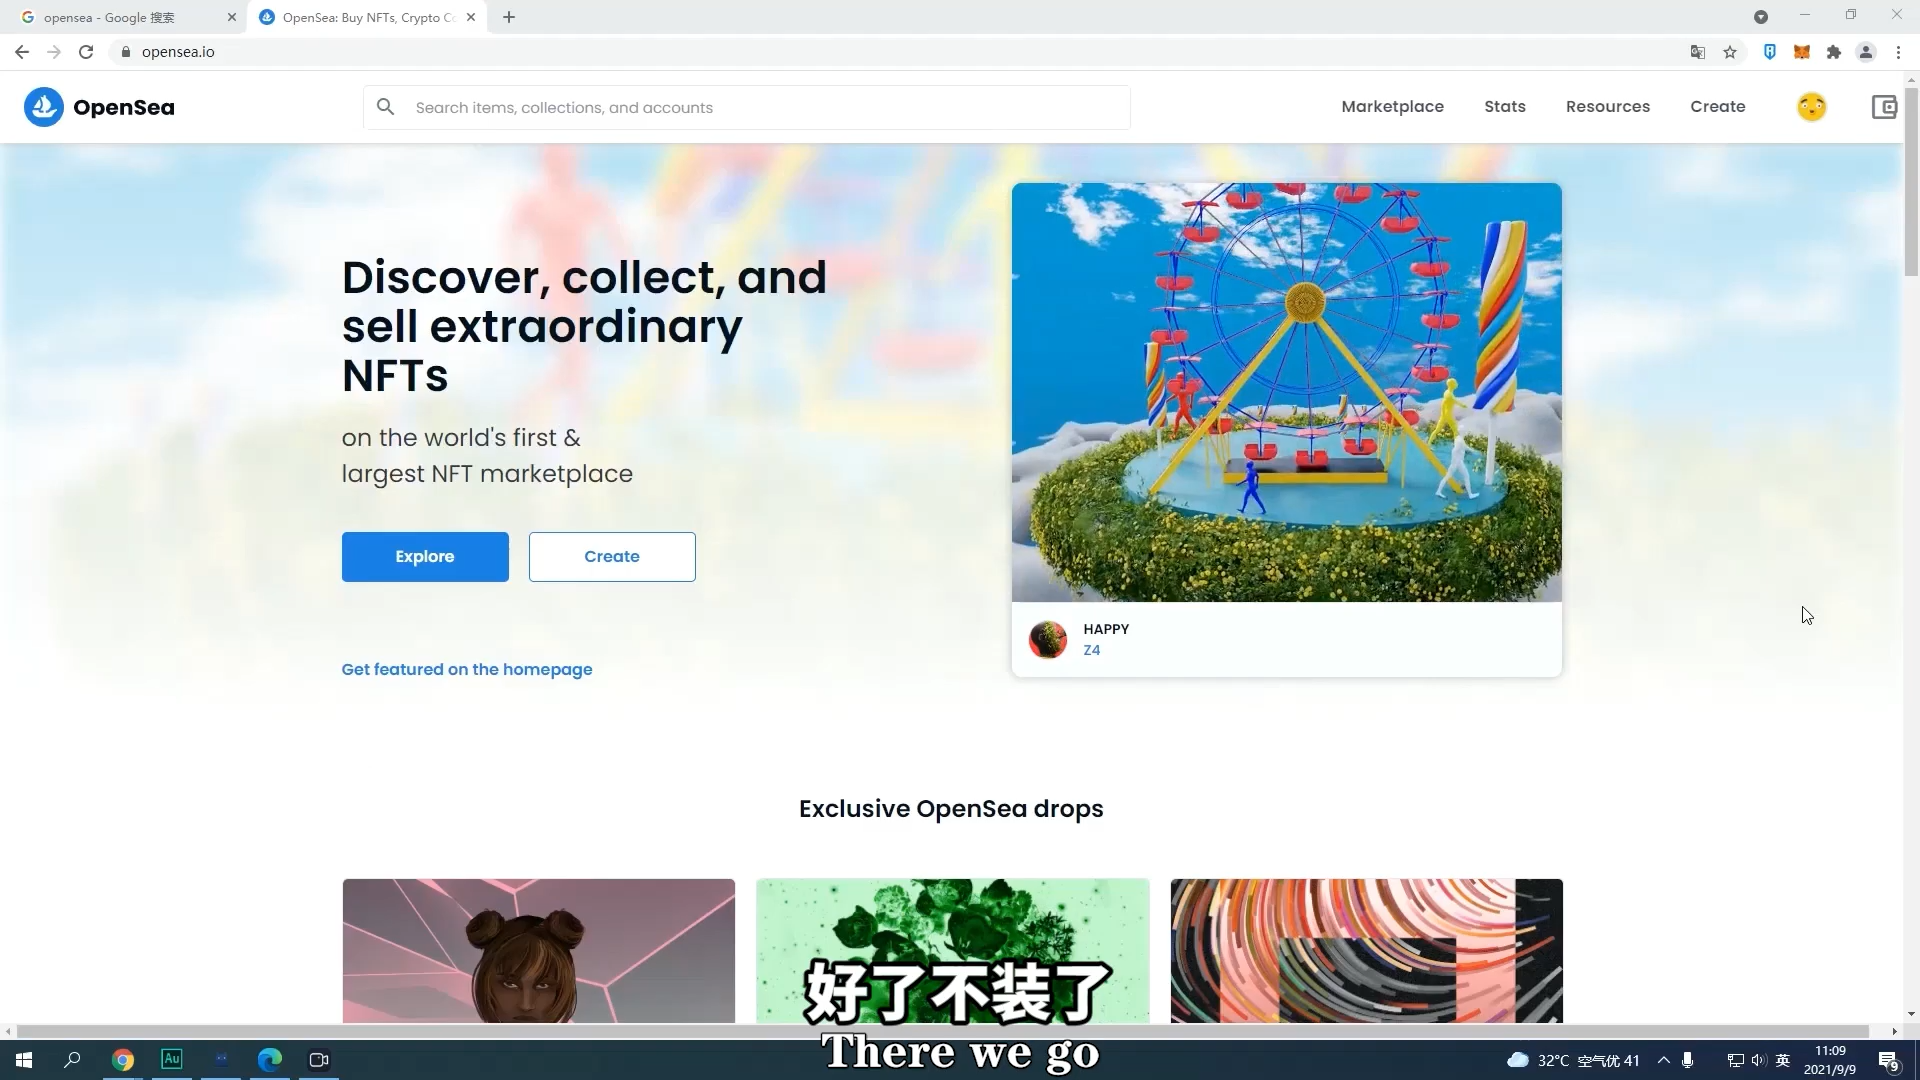 opensea - Google 搜索
OpenSea: Buy NFTs, Crypto Co
opensea.io
OpenSea
Search items, collections, and accounts
Marketplace
Stats
Resources
Create
Discover, collect, and
sell extraordinary
NFTs
on the world's first &
largest NFT marketplace
Explore
Create
Get featured on the homepage
HAPPY
Z4
Exclusive OpenSea drops
好了不装了
There we go
Au
32°C 空气优 41
英
11:09
2021/9/9
9